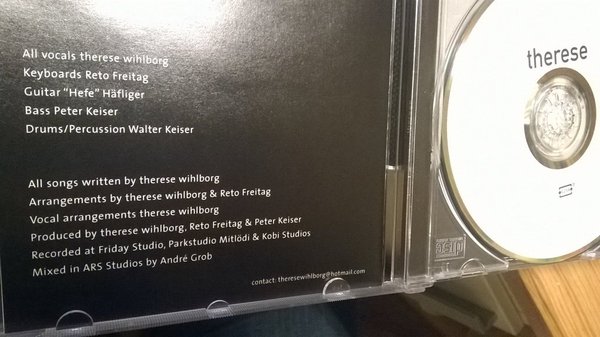 All vocals therese wihlborg
Keyboards Reto Freitag
Guitar "Hefe" Häfliger
Bass Peter Keiser
Drums/Percussion Walter Keiser
All songs written by therese wihlborg
Arrangements by therese wihlborg & Reto Freitag
Vocal arrangements therese wihlborg
Produced by therese wihlborg, Reto Freitag & Peter Keiser
Recorded at Friday Studio, Parkstudio Mitlödi & Kobi Studios
Mixed in ARS Studios by André Grob
contact: theresewihlborg@hotmail.com
therese